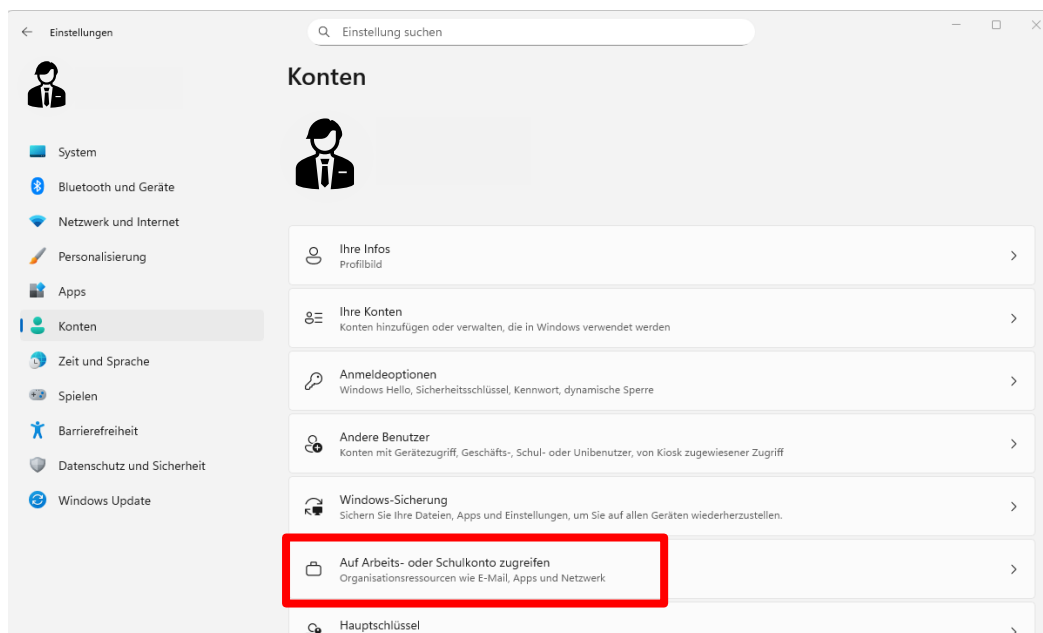 Einstellungen
Einstellung suchen
Konten
System
Bluetooth und Geräte
Netzwerk und Internet
Personalisierung
Apps
Konten
Zeit und Sprache
Spielen
Barrierefreiheit
Datenschutz und Sicherheit
Windows Update
Ihre Infos
Profilbild
Ihre Konten
Konten hinzufügen oder verwalten, die in Windows verwendet werden
Anmeldeoptionen
Windows Hello, Sicherheitsschlüssel, Kennwort, dynamische Sperre
Andere Benutzer
Konten mit Gerätezugriff, Geschäfts-, Schul- oder Unibenutzer, von Kiosk zugewiesener Zugriff
Windows-Sicherung
Sichern Sie Ihre Dateien, Apps und Einstellungen, um Sie auf allen Geräten wiederherzustellen.
Auf Arbeits- oder Schulkonto zugreifen
Organisationsressourcen wie E-Mail, Apps und Netzwerk
Hauptschlüssel